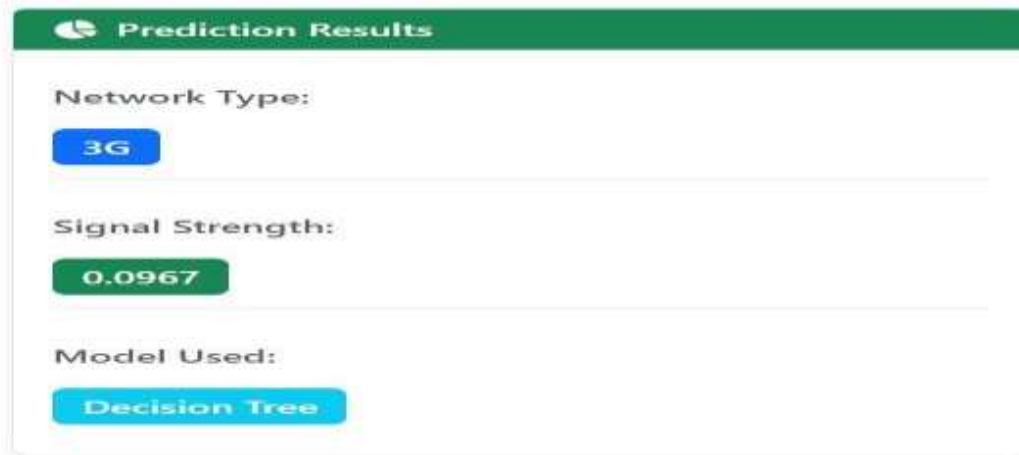 Prediction Results
Network Type:
3G
Signal Strength:
0.0967
Model Used:
Decision Tree